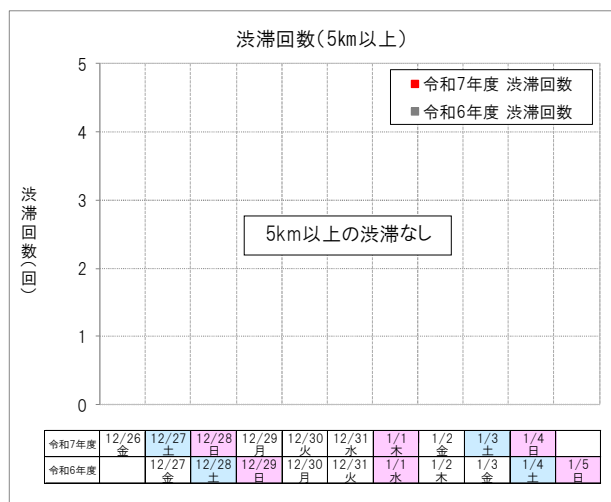 渋滞回数(5km以上)
5
令和7年度 渋滞回数
令和6年度 渋滞回数
4
3
渋滞回数(回)
5km以上の渋滞なし
2
1
0
令和7年度 12/26 12/27 12/28 12/29 12/30 12/31 1/1 1/2 1/3 1/4
金 土 日 月 火 水 木 金 土 日
令和6年度 12/27 12/28 12/29 12/30 12/31 1/1 1/2 1/3 1/4 1/5
金 土 日 月 火 水 木 金 土 日